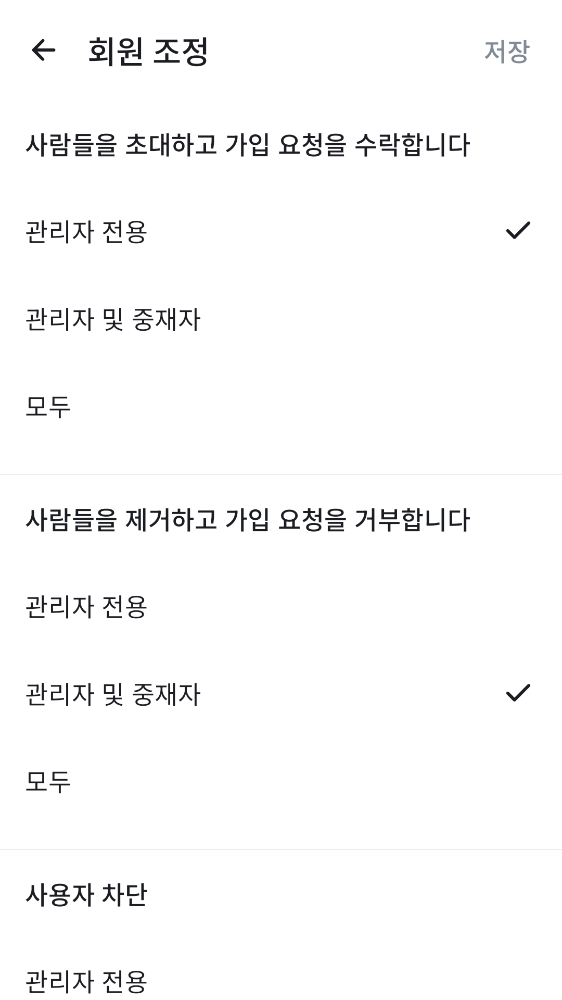 회원 조정
저장
사람들을 초대하고 가입 요청을 수락합니다
관리자 전용
관리자 및 중재자
모두
사람들을 제거하고 가입 요청을 거부합니다
관리자 전용
관리자 및 중재자
모두
사용자 차단
관리자 전용